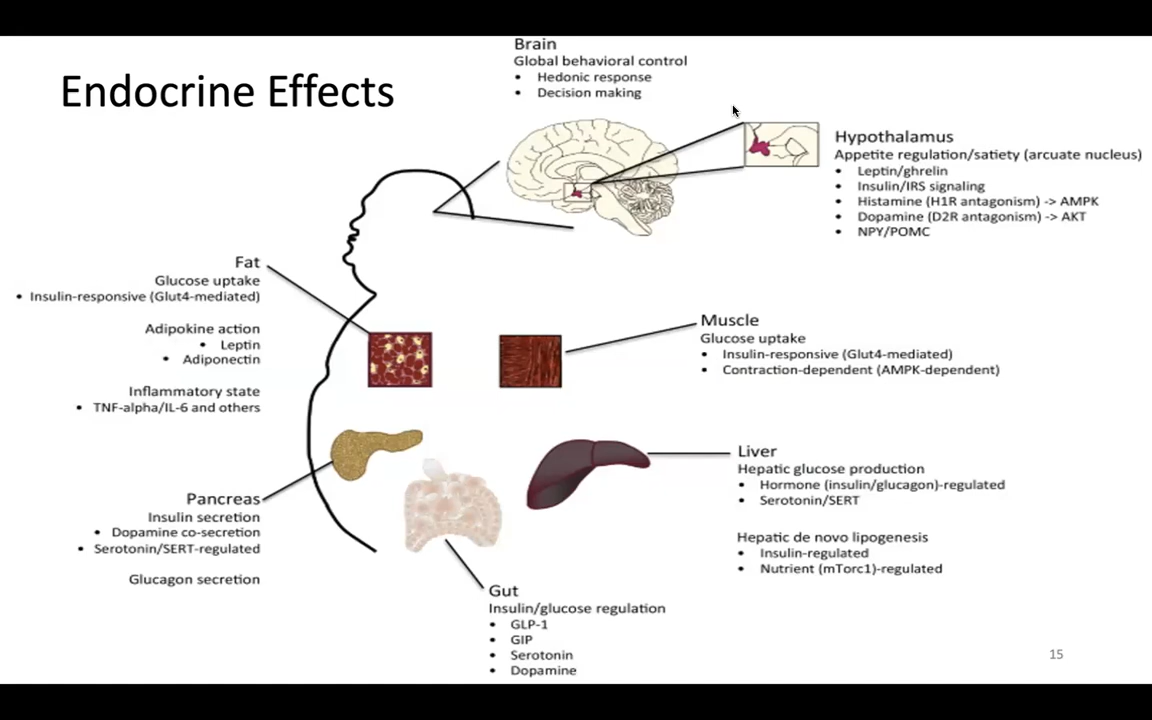 Endocrine Effects
Brain
Global behavioral control
• Hedonic response
• Decision making
Hypothalamus
Appetite regulation/satiety (arcuate nucleus)
• Leptin/ghrelin
• Insulin/IRS signaling
• Histamine (H1R antagonism) -> AMPK
• Dopamine (D2R antagonism) -> AKT
• NPY/POMC
Fat
Glucose uptake
• Insulin-responsive (Glut4-mediated)
Adipokine action
• Leptin
• Adiponectin
Inflammatory state
• TNF-alpha/IL-6 and others
Muscle
Glucose uptake
• Insulin-responsive (Glut4-mediated)
• Contraction-dependent (AMPK-dependent)
Pancreas
Insulin secretion
• Dopamine co-secretion
• Serotonin/SERT-regulated
Glucagon secretion
Liver
Hepatic glucose production
• Hormone (insulin/glucagon)-regulated
• Serotonin/SERT
Hepatic de novo lipogenesis
• Insulin-regulated
• Nutrient (mTorc1)-regulated
Gut
Insulin/glucose regulation
• GLP-1
• GIP
• Serotonin
• Dopamine
15